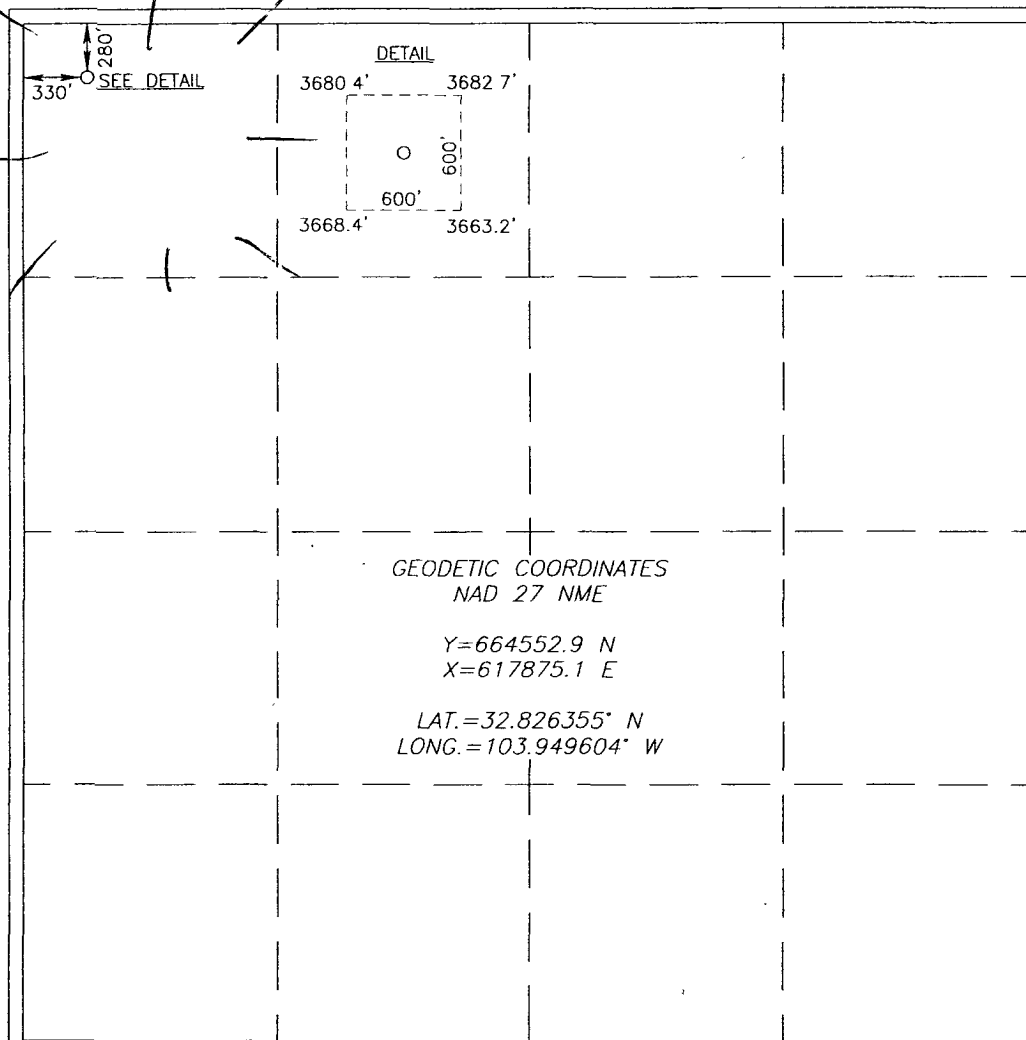 280'
330'
SEE DETAIL
DETAIL
3680 4' 3682 7'
600'
600'
3668.4' 3663.2'
GEODETIC COORDINATES
NAD 27 NME
Y=664552.9 N
X=617875.1 E
LAT.=32.826355° N
LONG.=103.949604° W